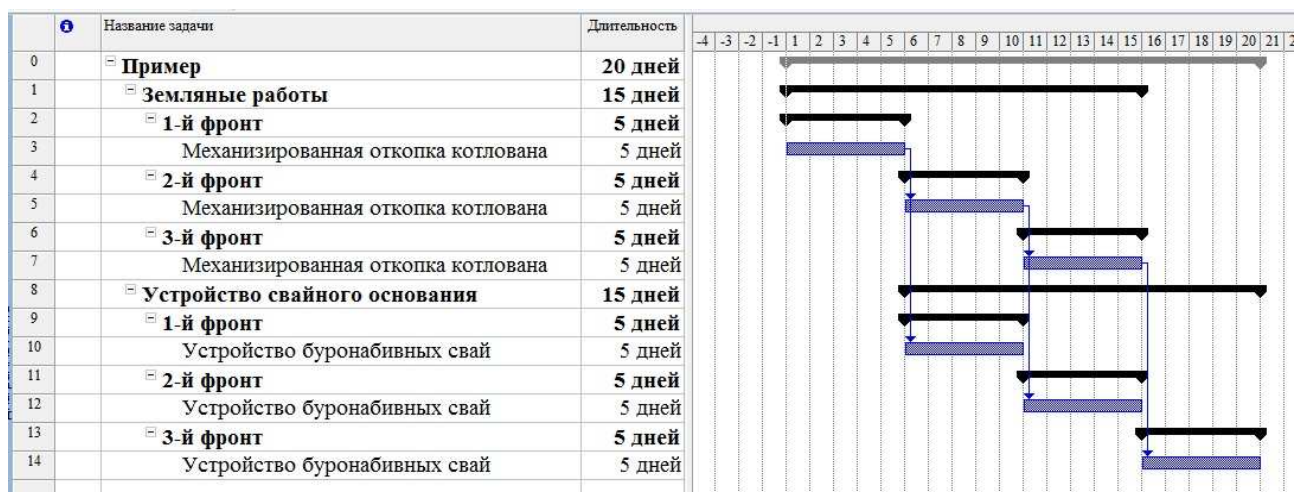 Название задачи Длительность
-4 -3 -2 -1 1 2 3 4 5 6 7 8 9 10 11 12 13 14 15 16 17 18 19 20 21 2
0 Пример 20 дней
1 Земляные работы 15 дней
2 1-й фронт 5 дней
3 Механизированная откопка котлована 5 дней
4 2-й фронт 5 дней
5 Механизированная откопка котлована 5 дней
6 3-й фронт 5 дней
7 Механизированная откопка котлована 5 дней
8 Устройство свайного основания 15 дней
9 1-й фронт 5 дней
10 Устройство буронабивных свай 5 дней
11 2-й фронт 5 дней
12 Устройство буронабивных свай 5 дней
13 3-й фронт 5 дней
14 Устройство буронабивных свай 5 дней